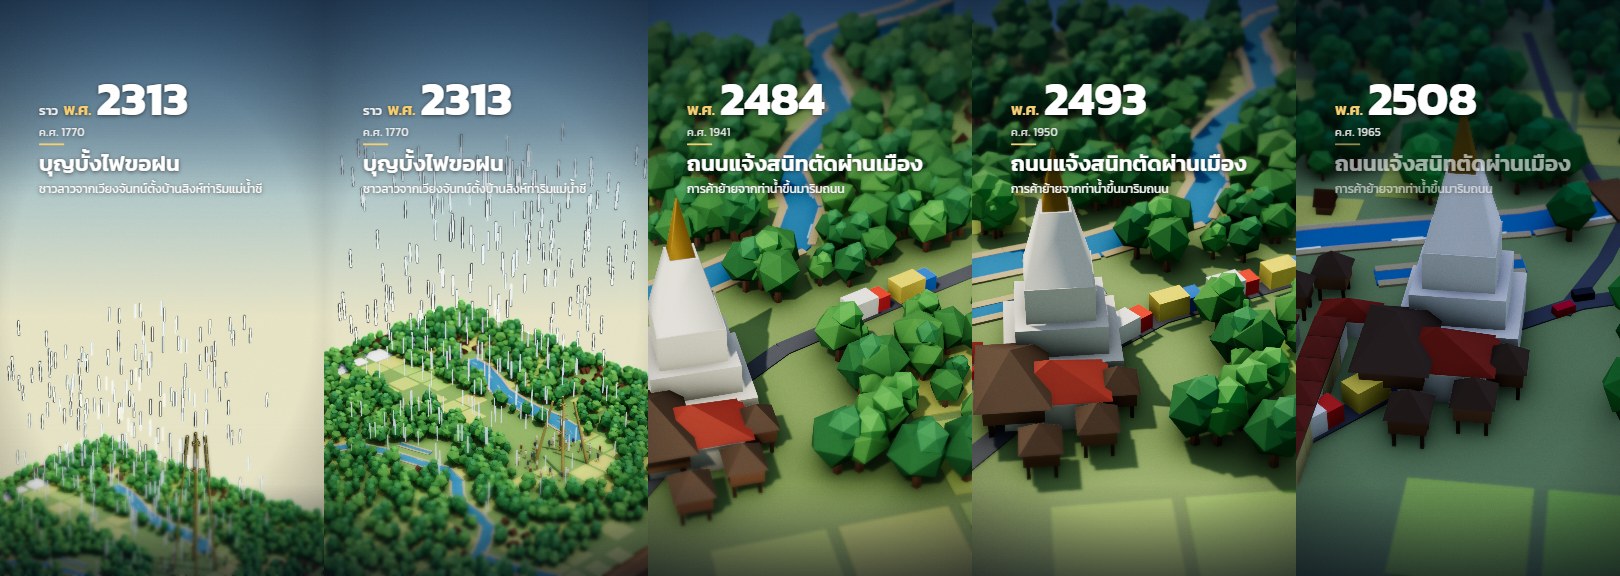 ราว พ.ศ. 2313
ค.ศ. 1770
บุญบั้งไฟขอฝน
ชาวลาวจากเวียงจันทน์ตั้งบ้านสิงห์ท่าริมแม่น้ำชี
ราว พ.ศ. 2313
ค.ศ. 1770
บุญบั้งไฟขอฝน
ชาวลาวจากเวียงจันทน์ตั้งบ้านสิงห์ท่าริมแม่น้ำชี
พ.ศ. 2484
ค.ศ. 1941
ถนนแจ้งสนิทตัดผ่านเมือง
การค้าย้ายจากท่าน้ำขึ้นมาริมถนน
พ.ศ. 2493
ค.ศ. 1950
ถนนแจ้งสนิทตัดผ่านเมือง
การค้าย้ายจากท่าน้ำขึ้นมาริมถนน
พ.ศ. 2508
ค.ศ. 1965
ถนนแจ้งสนิทตัดผ่านเมือง
การค้าย้ายจากท่าน้ำขึ้นมาริมถนน